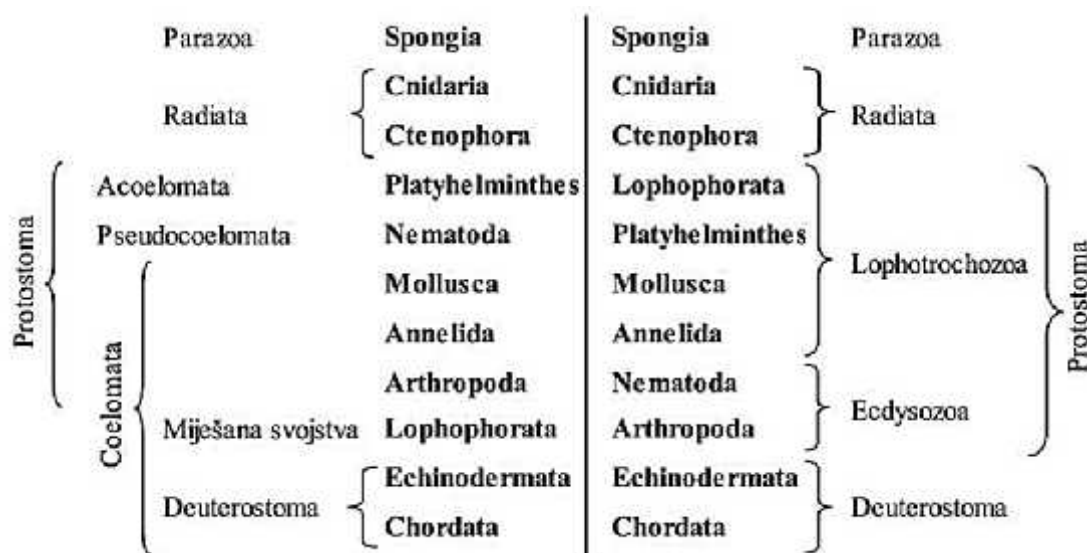 Parazoa Spongia Spongia Parazoa
Cnidaria Cnidaria
Radiata Radiata
Ctenophora Ctenophora
Acoelomata Platyhelminthes Lophophorata
Pseudocoelomata Nematoda Platyhelminthes
Protostoma
Lophotrochozoa
Mollusca Mollusca
Protostoma
Annelida Annelida
Coelomata
Arthropoda Nematoda
Ecdysozoa
Miješana svojstva Lophophorata Arthropoda
Echinodermata Echinodermata
Deuterostoma Deuterostoma
Chordata Chordata